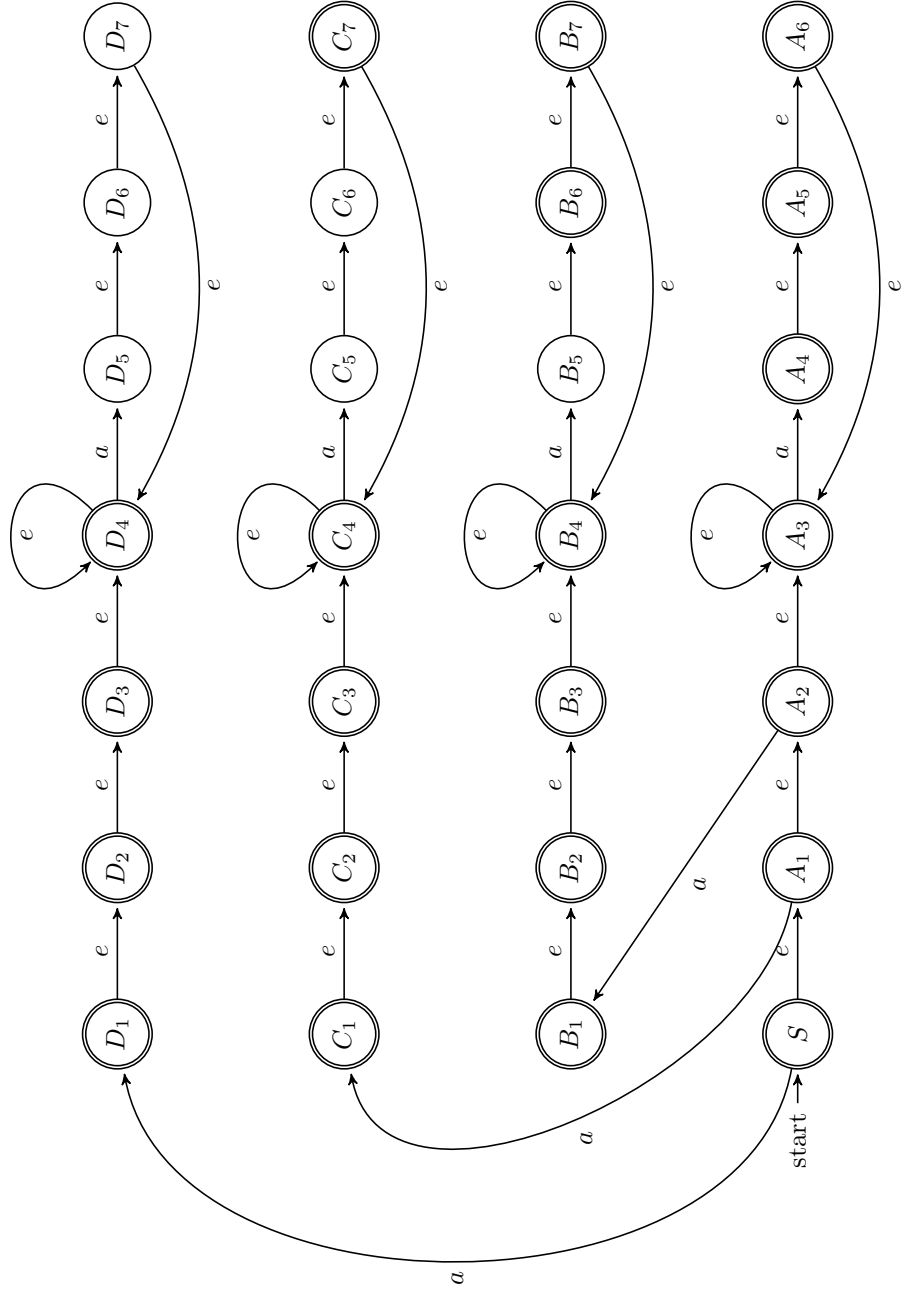 e
e e e a e e
D₁ D₂ D₃ D₄ D₅ D₆ D₇
e
e
e e e a e e
C₁ C₂ C₃ C₄ C₅ C₆ C₇
e
a
e
e e e a e e
B₁ B₂ B₃ B₄ B₅ B₆ B₇
a
e
a
e
e e e a e e
start S A₁ A₂ A₃ A₄ A₅ A₆
e